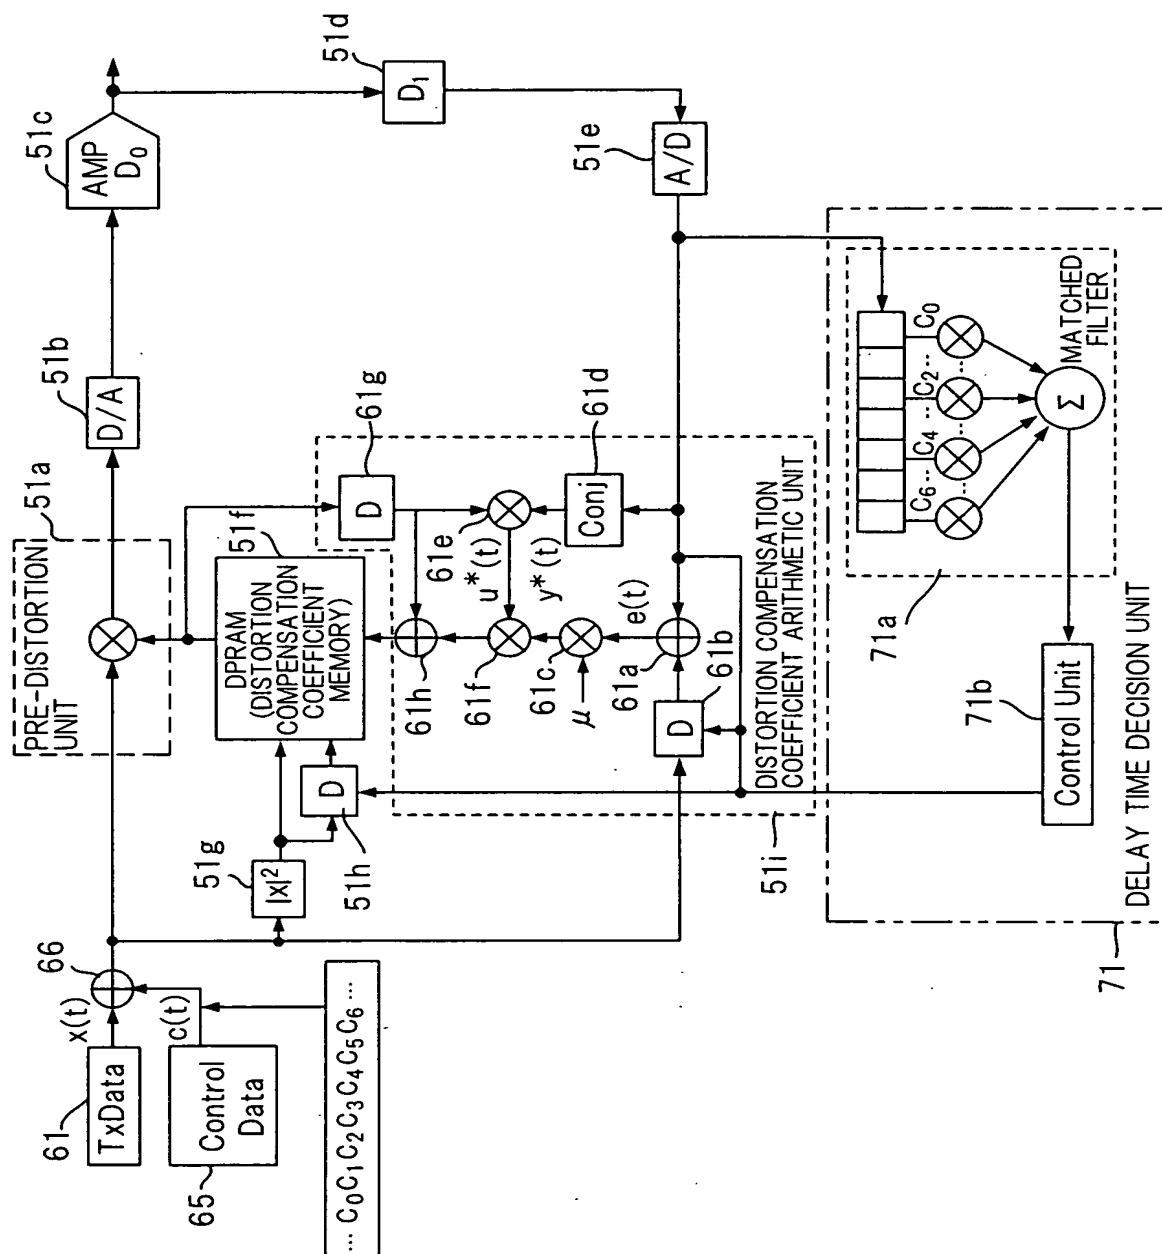 61
TxData
x(t)
66
65
Control
Data
c(t)
... C0C1C2C3C4C5C6 ...
PRE-DISTORTION
UNIT
51a
51b
D/A
51c
AMP
D0
51d
D1
51e
A/D
51g
|x|²
51h
D
51f
DPRAM
(DISTORTION
COMPENSATION
COEFFICIENT
MEMORY)
61g
D
61e
u*(t)
61d
Conj
y*(t)
61h
61f
61c
μ
e(t)
61a
61b
D
DISTORTION COMPENSATION
COEFFICIENT ARITHMETIC UNIT
51i
C6 ... C4 ... C2 ... C0
... ... ...
Σ
MATCHED
FILTER
71a
71b
Control Unit
DELAY TIME DECISION UNIT
71